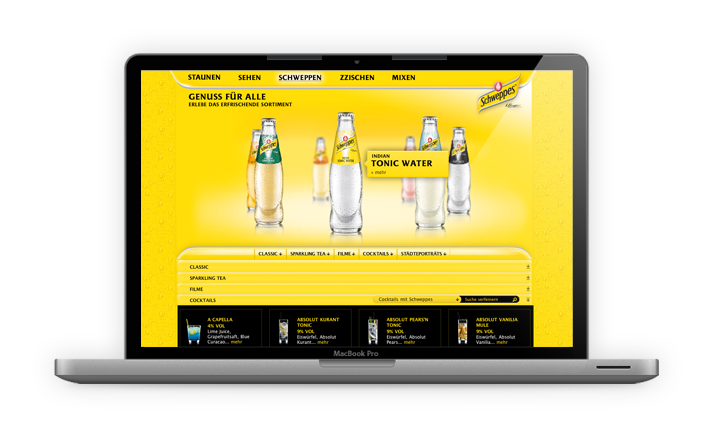 STAUNEN SEHEN SCHWEPPEN ZZISCHEN MIXEN
Schweppes
GENUSS FÜR ALLE
ERLEBE DAS ERFRISCHENDE SORTIMENT
INDIAN
TONIC WATER
» mehr
CLASSIC + SPARKLING TEA + FILME + COCKTAILS + STÄDTEPORTRÄTS +
CLASSIC
SPARKLING TEA
FILME
COCKTAILS Cocktails mit Schweppes Suche verfeinern
A CAPELLA
4% VOL
Lime Juice,
Grapefruitsaft, Blue
Curacao... mehr
ABSOLUT KURANT
TONIC
9% VOL
Eiswürfel, Absolut
Kurant... mehr
ABSOLUT PEARS'N
TONIC
9% VOL
Eiswürfel, Absolut
Pears... mehr
ABSOLUT VANILIA
MULE
9% VOL
Eiswürfel, Absolut
Vanilia... mehr
MacBook Pro